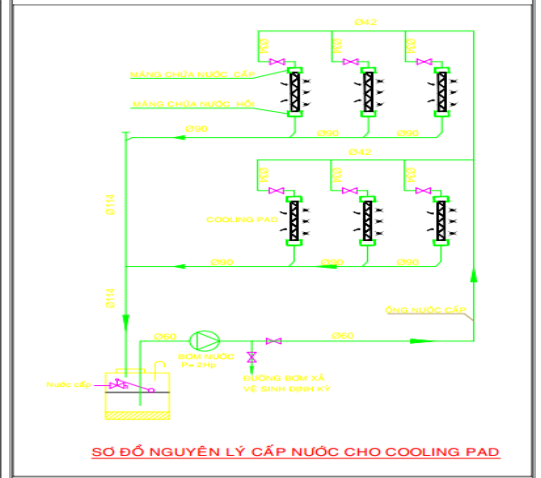 Ø42
MÁNG CHỨA NƯỚC CẤP
MÁNG CHỨA NƯỚC HỒI
Ø90 Ø90 Ø90
Ø42
Ø114
COOLING PAD
Ø90 Ø90 Ø90
Ø114
ỐNG NƯỚC CẤP
Ø60 Ø60
BƠM NƯỚC
P= 2Hp
Nước cấp
ĐƯỜNG BƠM XẢ
VỆ SINH ĐỊNH KỲ
SƠ ĐỒ NGUYÊN LÝ CẤP NƯỚC CHO COOLING PAD